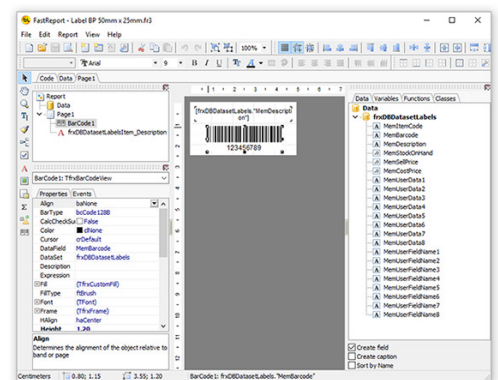 FastReport - Label BP 50mm x 25mm.fr3
File Edit Report View Help
100%
Arial
9
B I U
Code Data Page1
Report
Data
Page1
BarCode1
frxDBDatasetLabelsItem_Description
BarCode1: TfrxBarCodeView
Properties Events
Align baNone
BarType bcCode128B
CalcCheckSu False
Color clNone
Cursor crDefault
DataField MemBarcode
DataSet frxDBDatasetLabels
Description
Expression
Fill (TfrxCustomFill)
FillType ftBrush
Font (TFont)
Frame (TfrxFrame)
HAlign haCenter
Height 1.20
Align
Determines the alignment of the object relative to
band or page
[frxDBDatasetLabels."MemDescripti
on"]
123456789
Data Variables Functions Classes
Data
frxDBDatasetLabels
MemItemCode
MemBarcode
MemDescription
MemStockOnHand
MemSellPrice
MemCostPrice
MemUserData1
MemUserData2
MemUserData3
MemUserData4
MemUserData5
MemUserData6
MemUserData7
MemUserData8
MemUserFieldName1
MemUserFieldName2
MemUserFieldName3
MemUserFieldName4
MemUserFieldName5
MemUserFieldName6
MemUserFieldName7
MemUserFieldName8
Create field
Create caption
Sort by Name
Centimeters 0.80; 1.15 3.55; 1.20 BarCode1: frxDBDatasetLabels."MemBarcode"